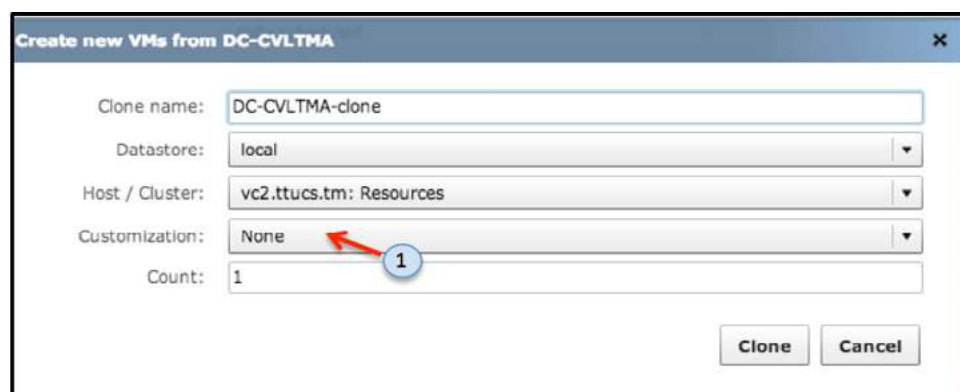 Create new VMs from DC-CVLTMA
Clone name: DC-CVLTMA-clone
Datastore: local
Host / Cluster: vc2.ttucs.tm: Resources
Customization: None
1
Count: 1
Clone Cancel